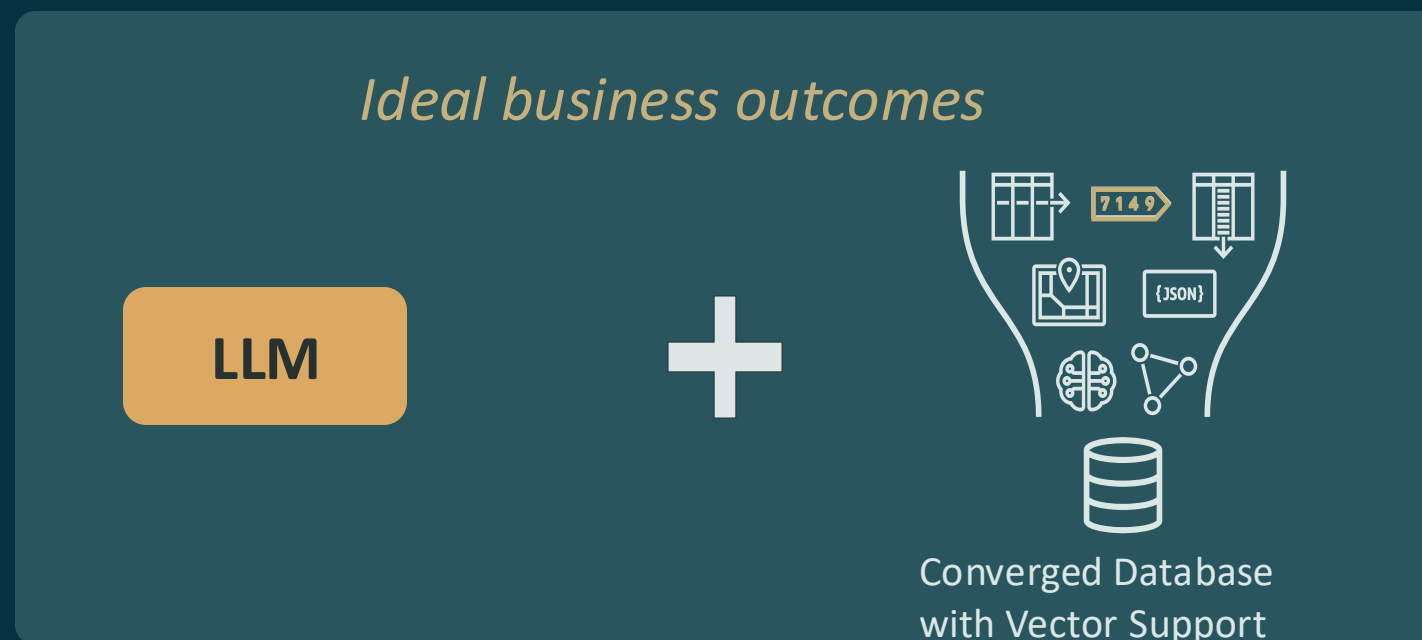 Ideal business outcomes
7149
{JSON}
LLM
Converged Database
with Vector Support